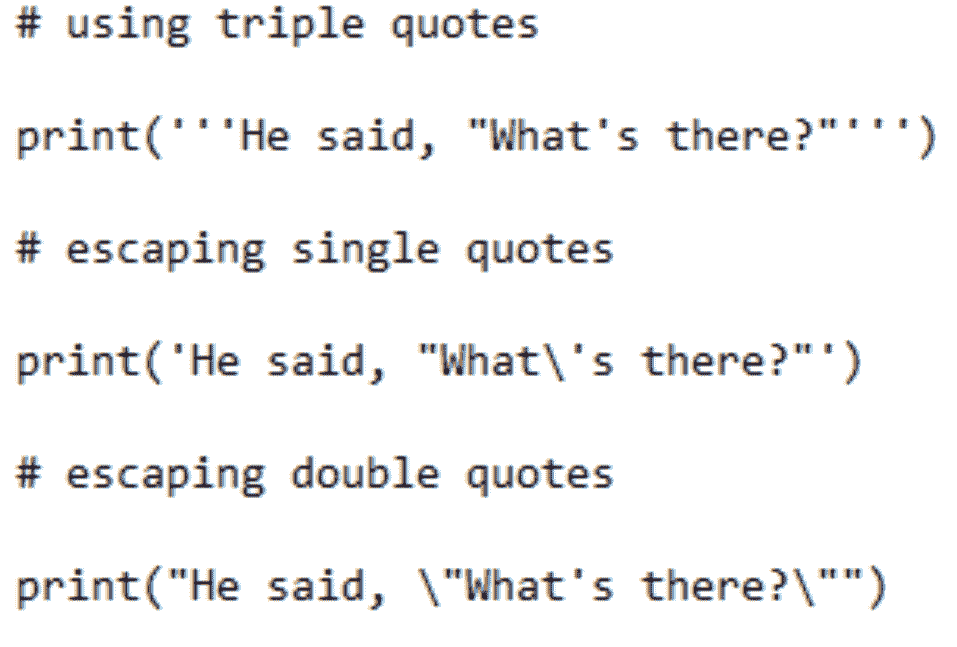 # using triple quotes
print('''He said, "What's there?"''')
# escaping single quotes
print('He said, "What\'s there?"')
# escaping double quotes
print("He said, \"What's there?\"")